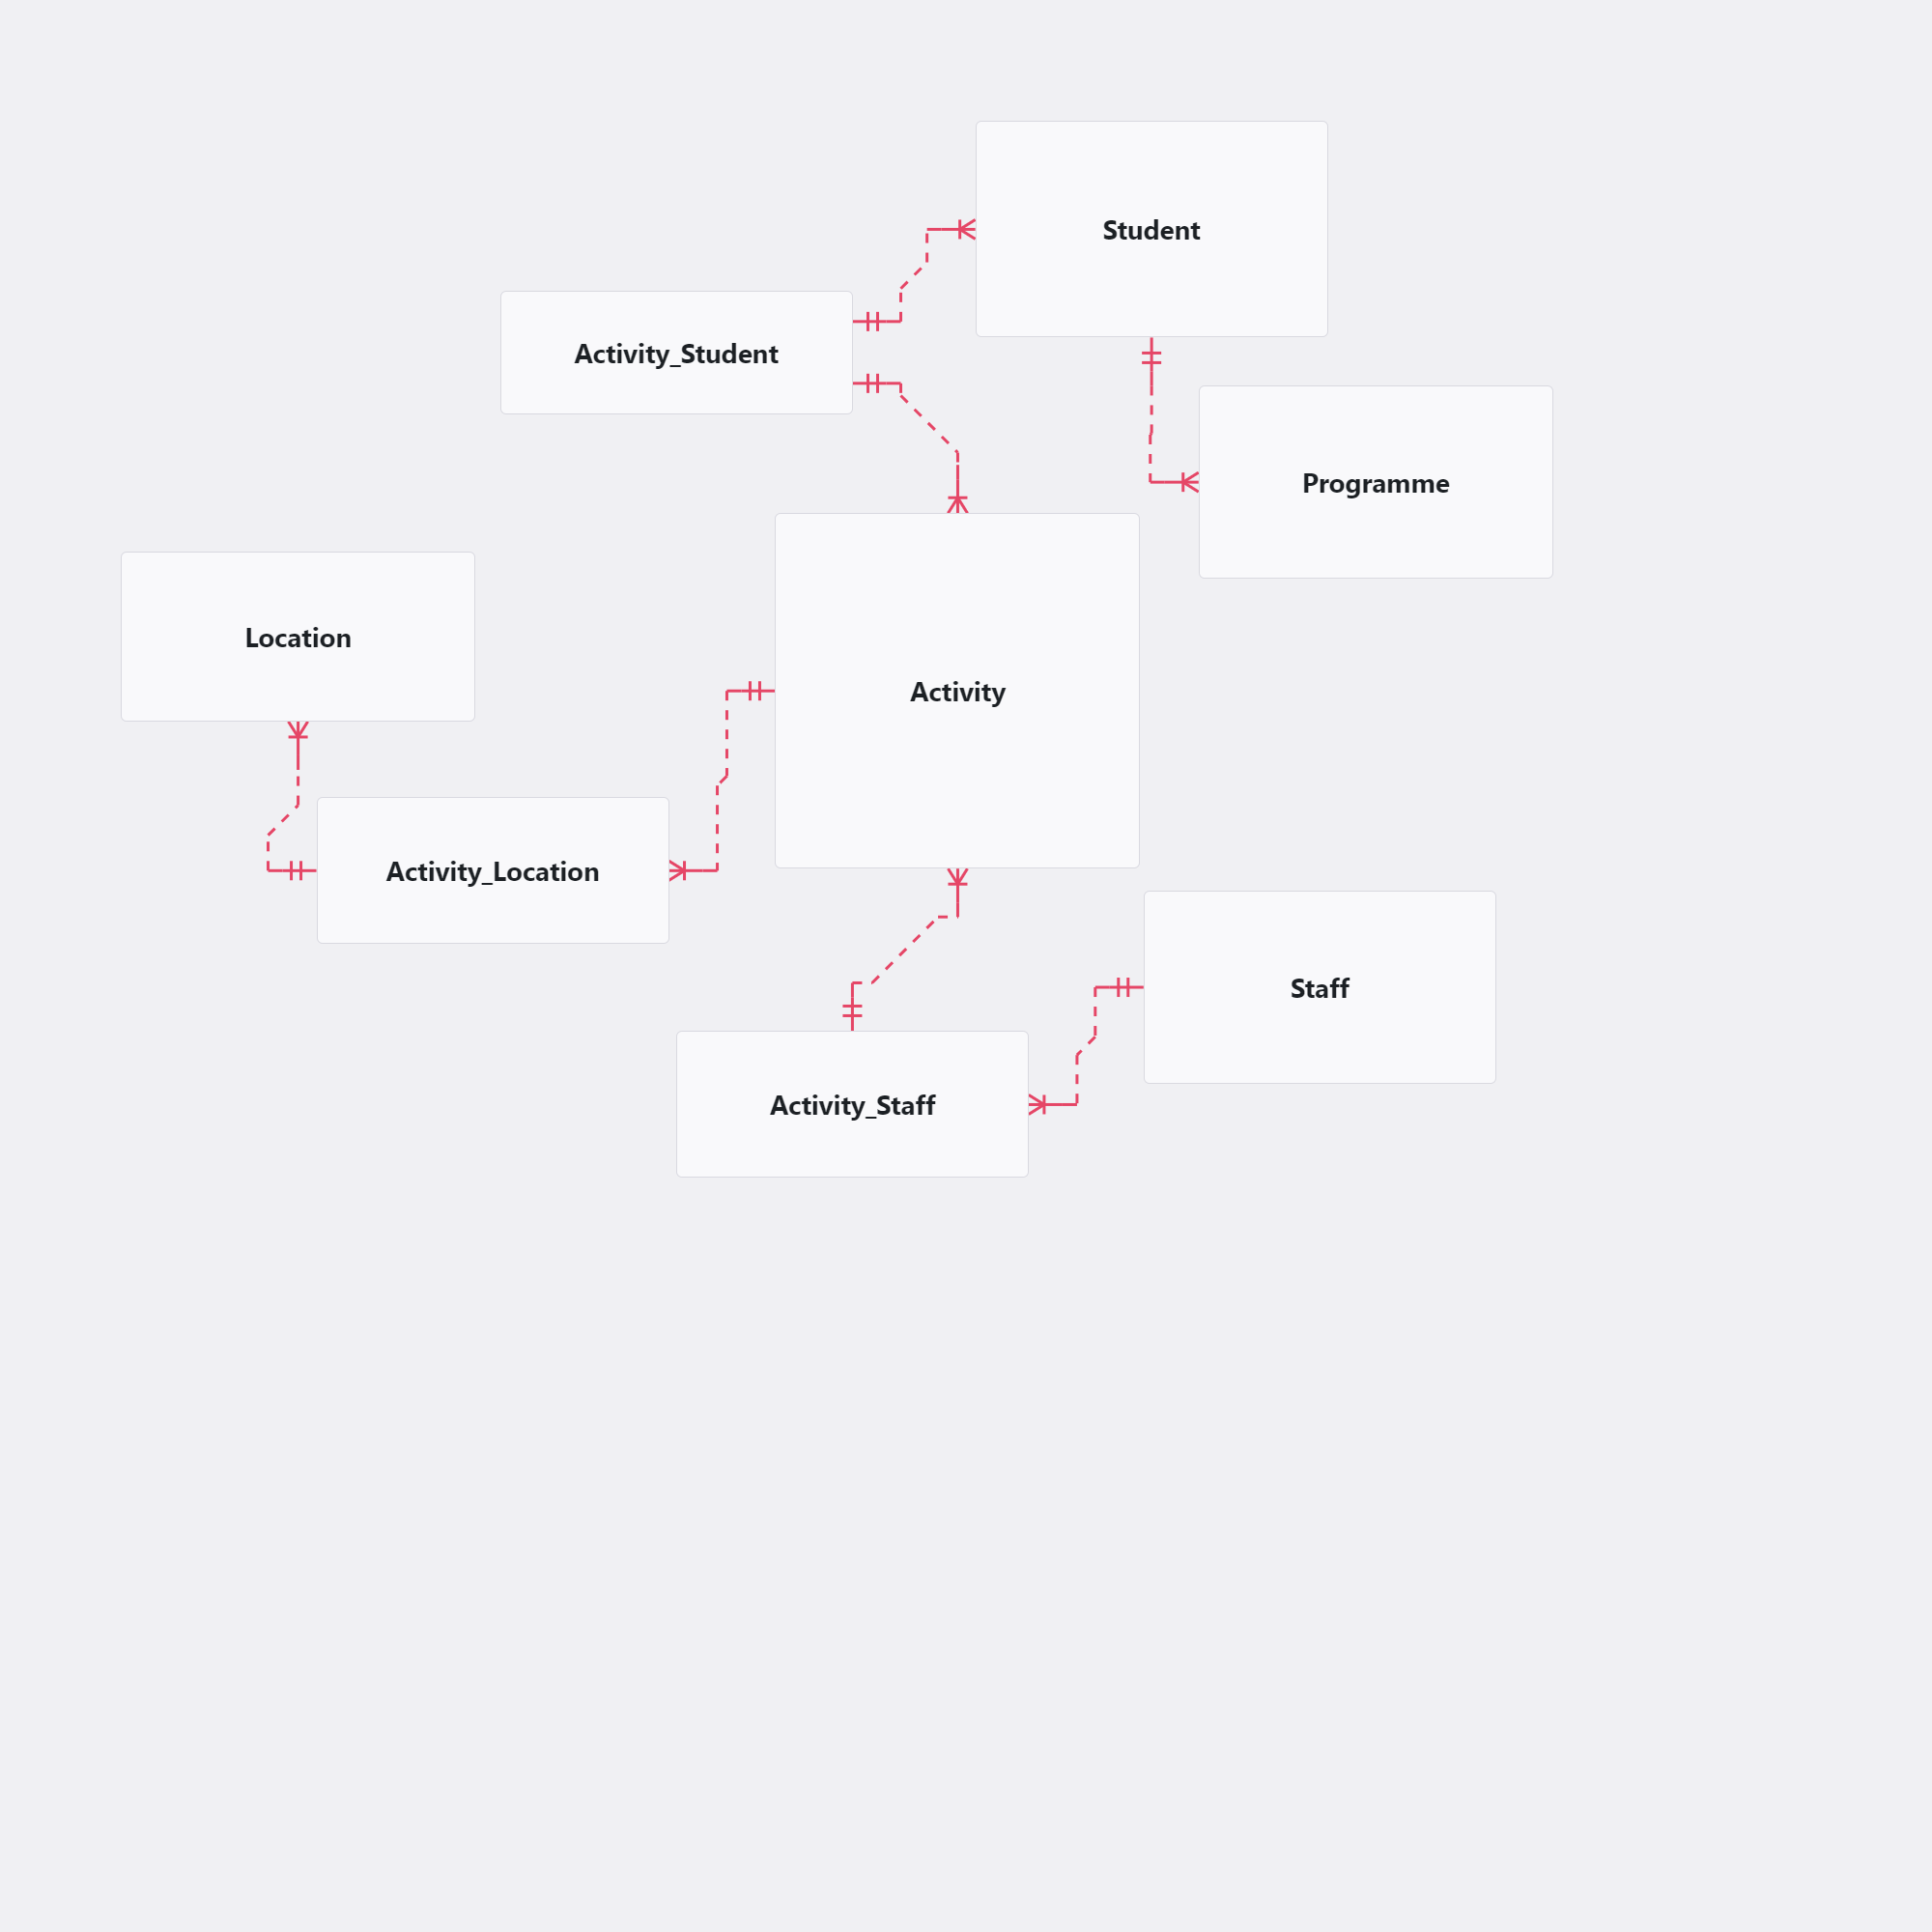 Student
Activity_Student
Programme
Location
Activity
Activity_Location
Staff
Activity_Staff